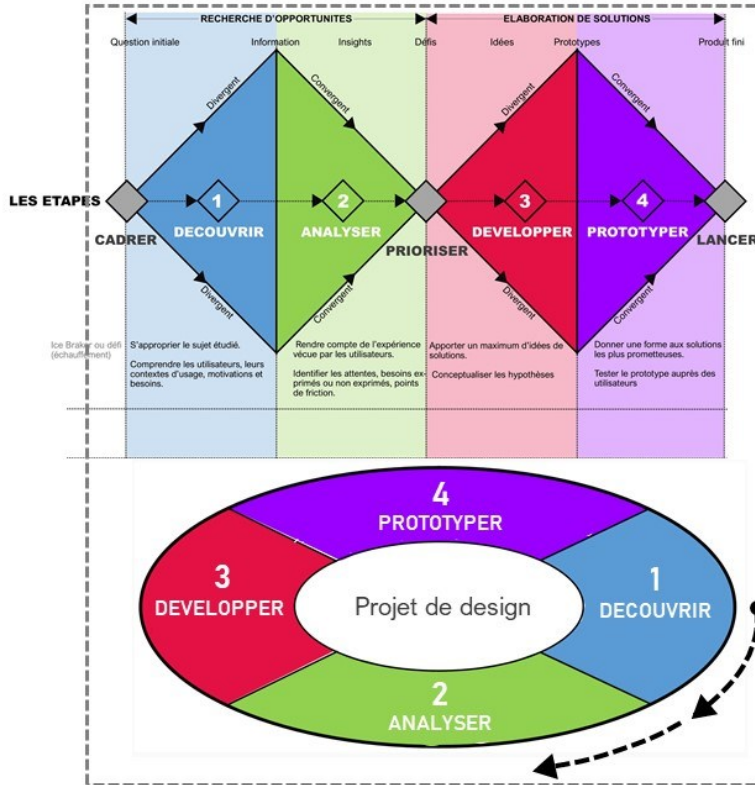 RECHERCHE D'OPPORTUNITES
ELABORATION DE SOLUTIONS
Question initiale
Information
Insights
Défis
Idées
Prototypes
Produit fini
Divergent
Convergent
Divergent
Convergent
LES ETAPES
1
2
3
4
CADRER
DECOUVRIR
ANALYSER
PRIORISER
DEVELOPPER
PROTOTYPER
LANCER
Divergent
Convergent
Divergent
Convergent
Ice Braker ou défi
(échauffement)
S'approprier le sujet étudié.
Comprendre les utilisateurs, leurs
contextes d'usage, motivations et
besoins.
Rendre compte de l'expérience
vécue par les utilisateurs.
Identifier les attentes, besoins ex-
primés ou non exprimés, points
de friction.
Apporter un maximum d'idées de
solutions.
Conceptualiser les hypothèses
Donner une forme aux solutions
les plus prometteuses.
Tester le prototype auprès des
utilisateurs
4
PROTOTYPER
3
DEVELOPPER
Projet de design
1
DECOUVRIR
2
ANALYSER